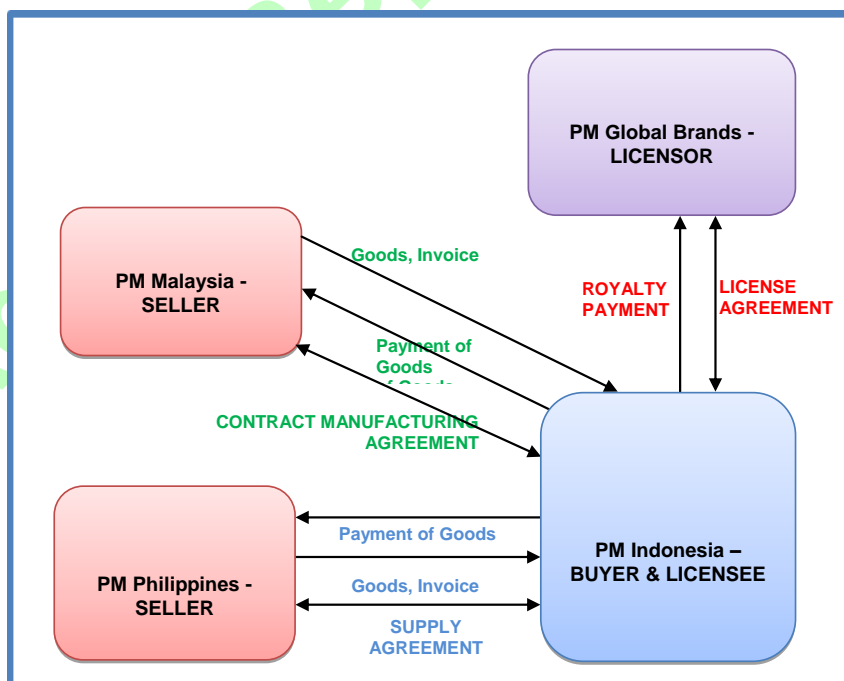 PM Global Brands -
LICENSOR
PM Malaysia -
SELLER
Goods, Invoice
ROYALTY
PAYMENT
LICENSE
AGREEMENT
Payment of
Goods
CONTRACT MANUFACTURING
AGREEMENT
Payment of Goods
PM Indonesia –
BUYER & LICENSEE
PM Philippines -
SELLER
Goods, Invoice
SUPPLY
AGREEMENT